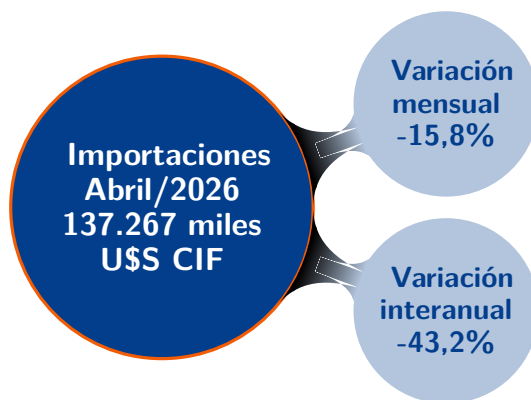 Importaciones
Abril/2026
137.267 miles
U$S CIF
Variación
mensual
-15,8%
Variación
interanual
-43,2%